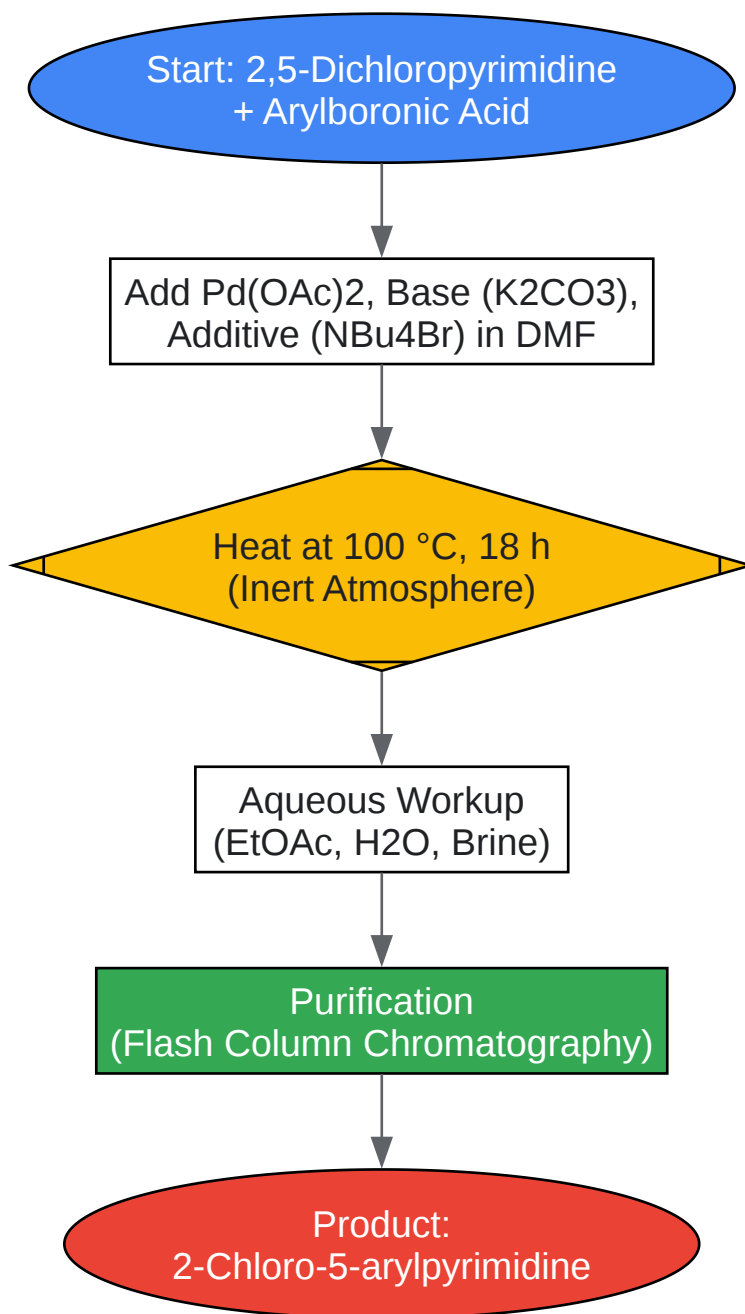 Start: 2,5-Dichloropyrimidine
+ Arylboronic Acid
Add Pd(OAc)2, Base (K2CO3),
Additive (NBu4Br) in DMF
Heat at 100 °C, 18 h
(Inert Atmosphere)
Aqueous Workup
(EtOAc, H2O, Brine)
Purification
(Flash Column Chromatography)
Product:
2-Chloro-5-arylpyrimidine